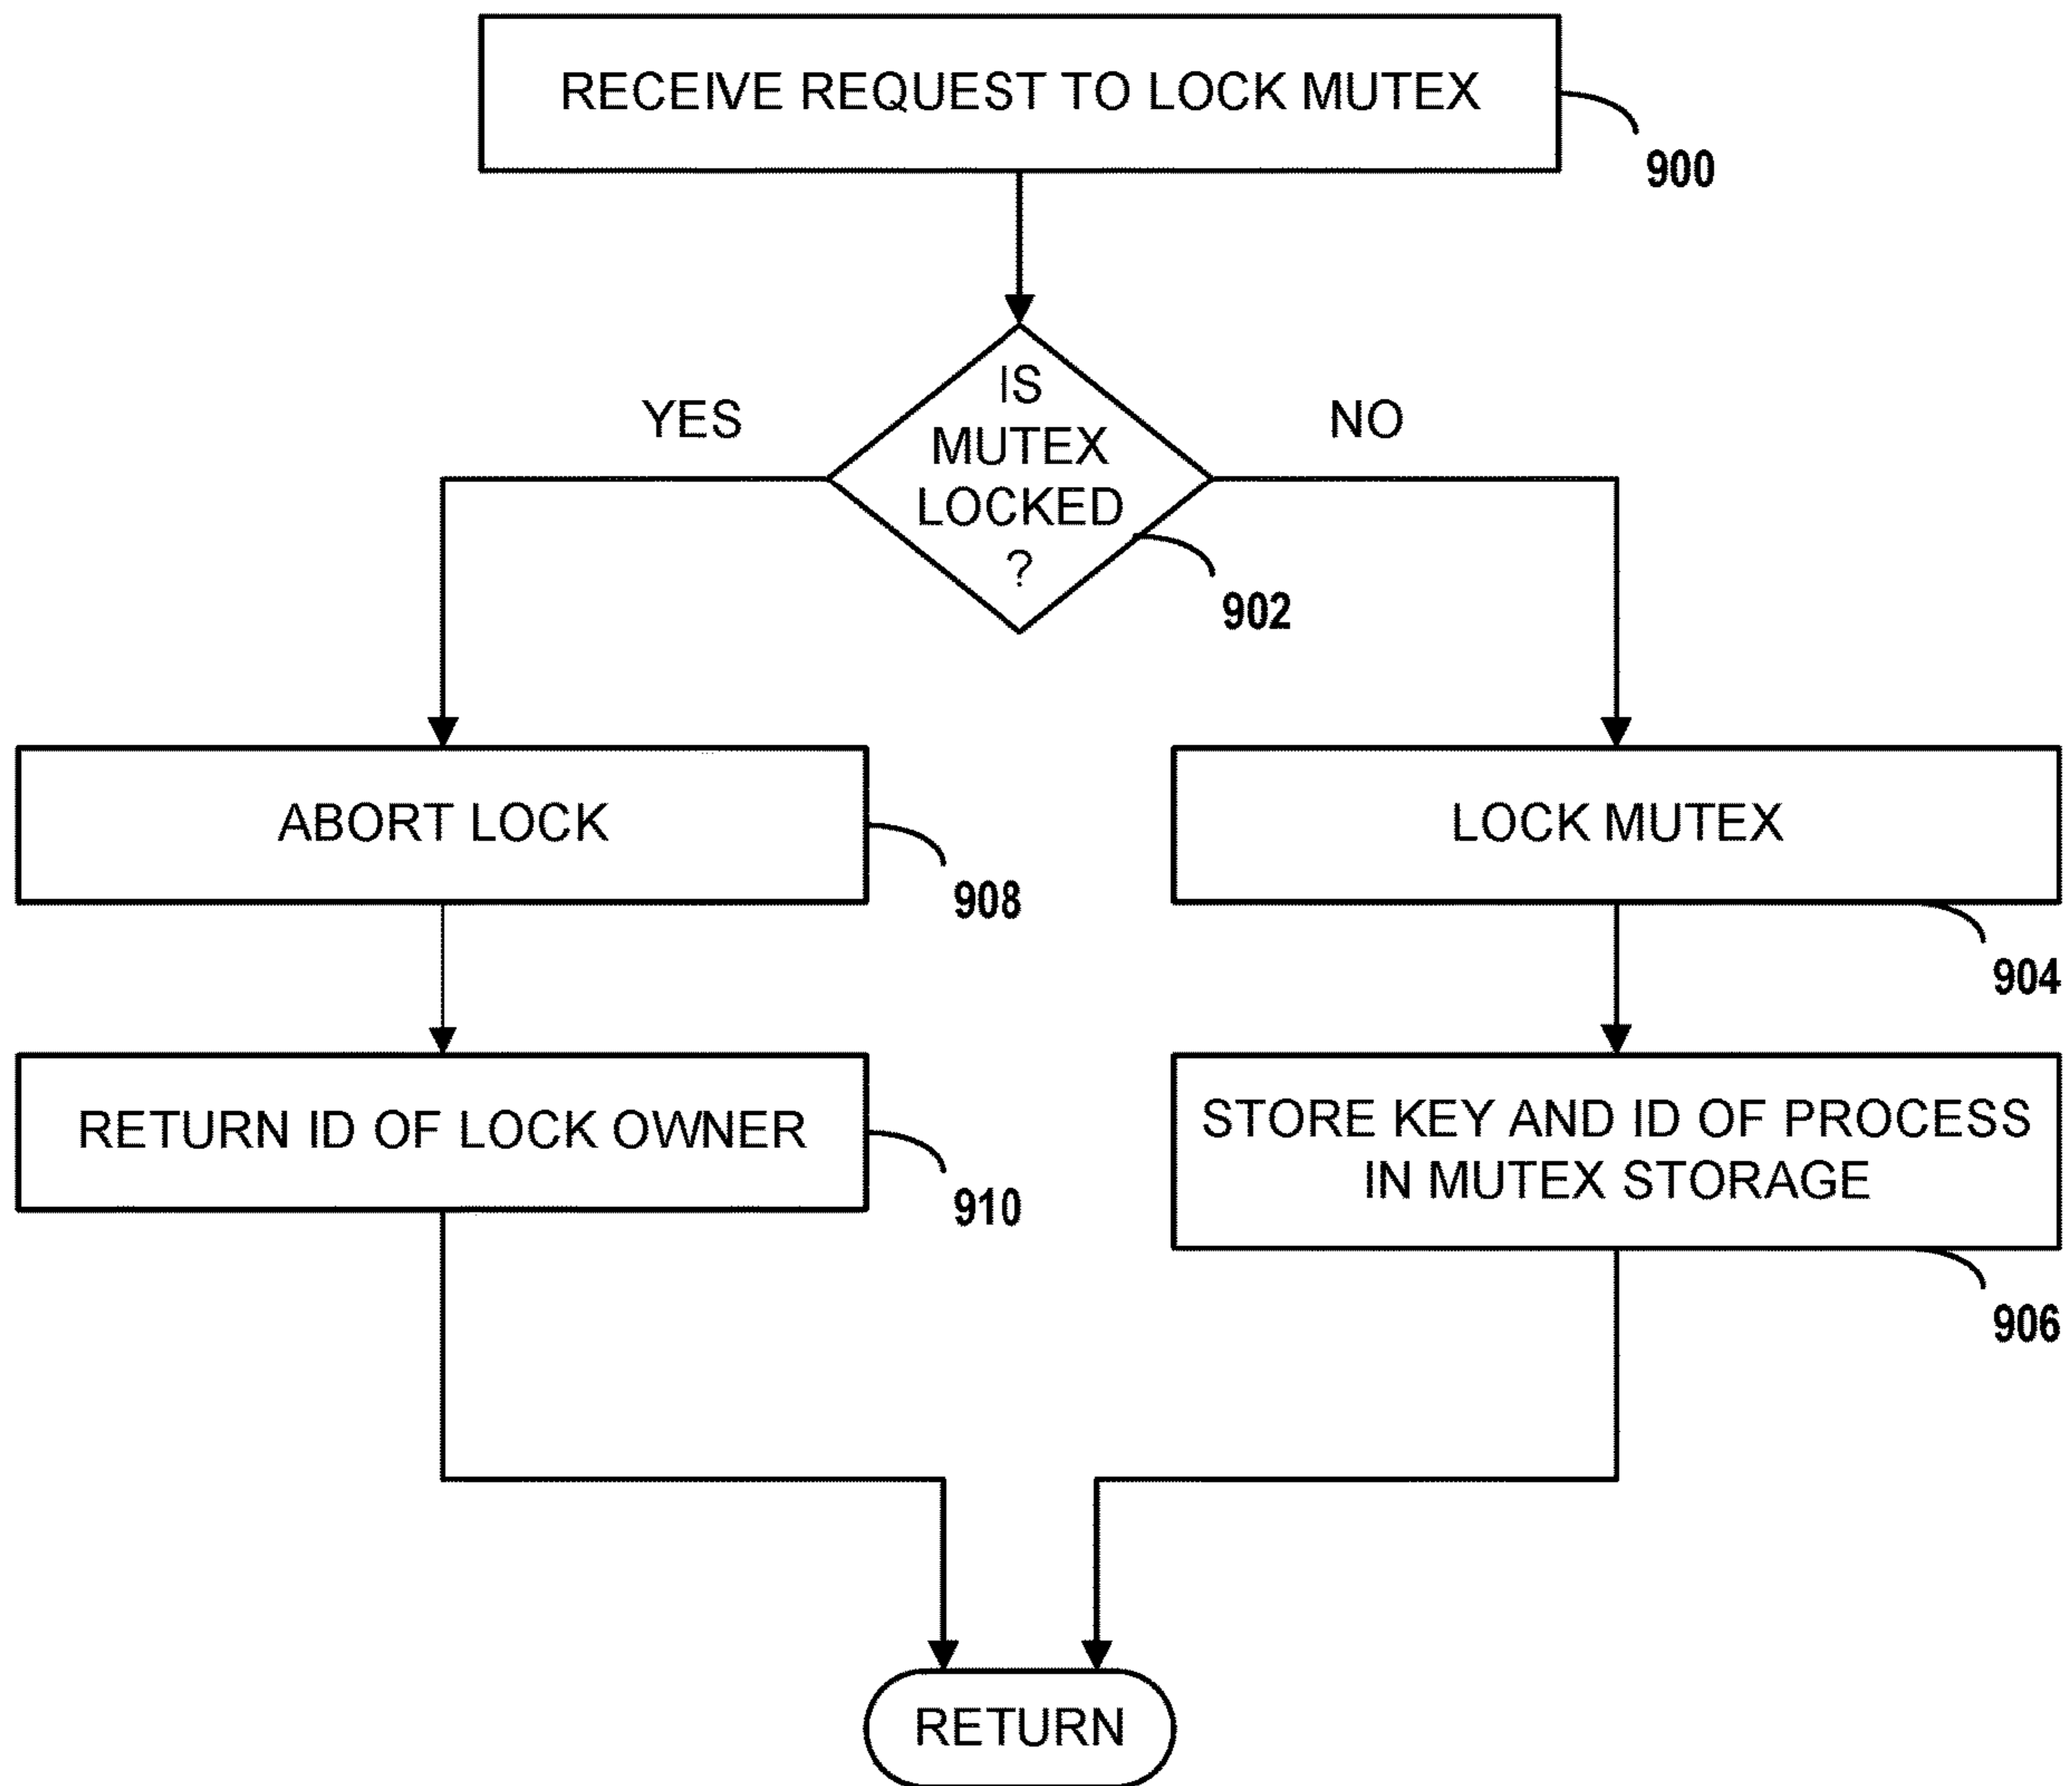 RECEIVE REQUEST TO LOCK MUTEX
900
IS
MUTEX
LOCKED
?
YES
NO
902
ABORT LOCK
908
LOCK MUTEX
904
RETURN ID OF LOCK OWNER
910
STORE KEY AND ID OF PROCESS
IN MUTEX STORAGE
906
RETURN